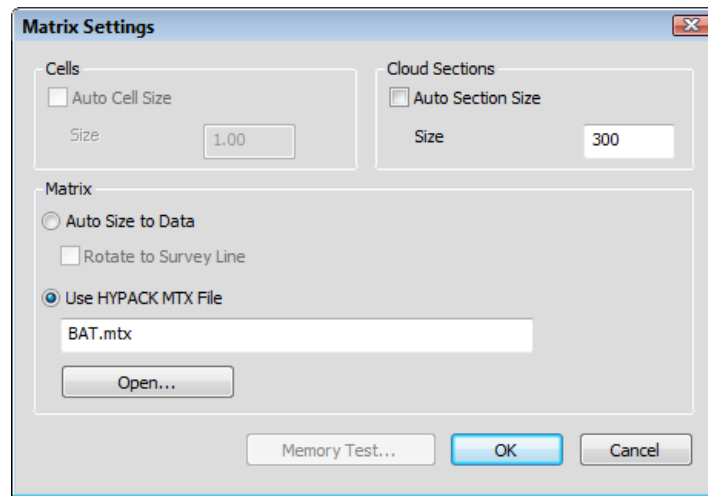 Matrix Settings
Cells
Auto Cell Size
Size 1.00
Cloud Sections
Auto Section Size
Size 300
Matrix
Auto Size to Data
Rotate to Survey Line
Use HYPACK MTX File
BAT.mtx
Open...
Memory Test... OK Cancel